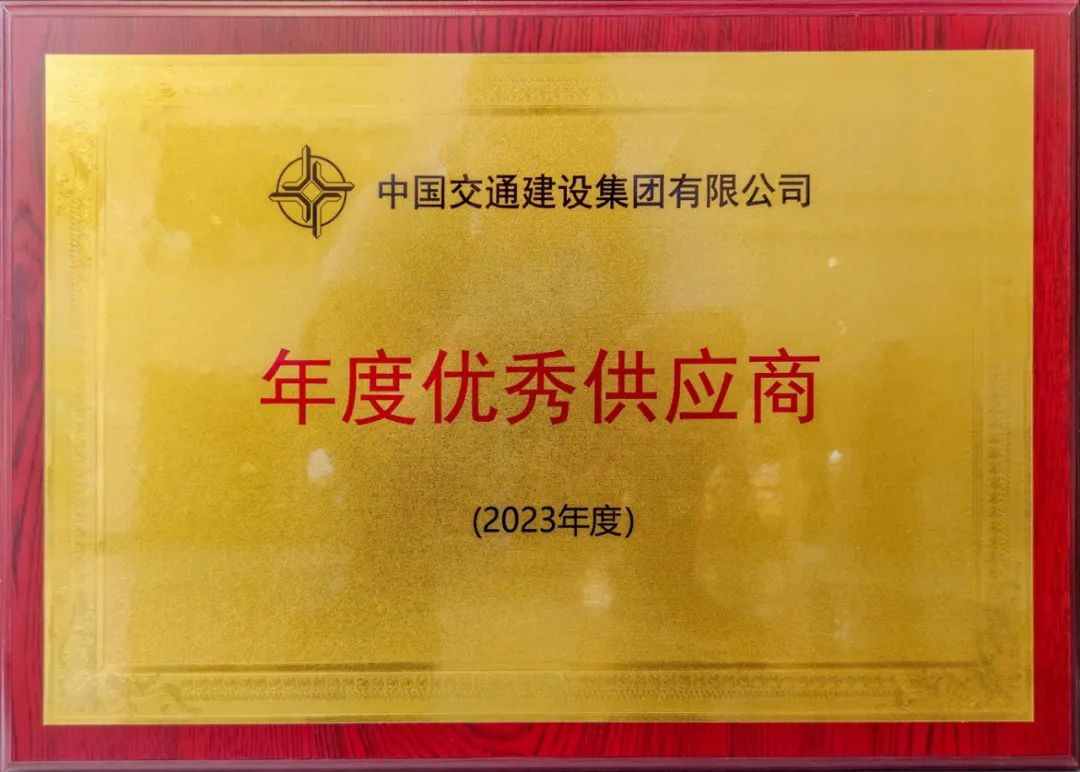 中国交通建设集团有限公司
年度优秀供应商
(2023年度)